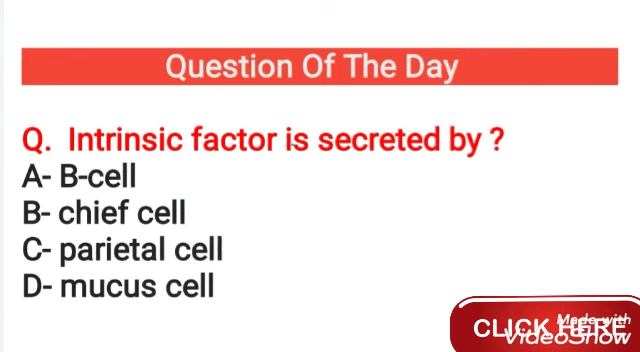 Question Of The Day
Q. Intrinsic factor is secreted by ?
A- B-cell
B- chief cell
C- parietal cell
D- mucus cell
Made with
CLICK HERE
VideoShow